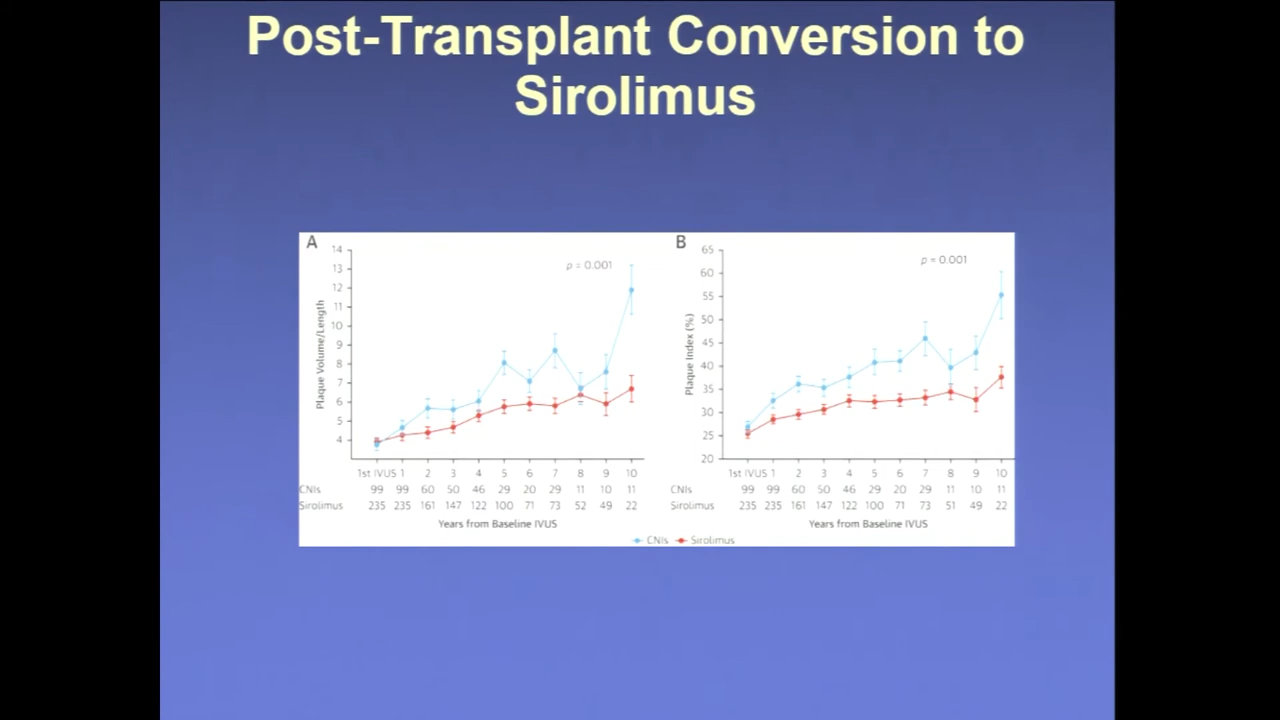 Post-Transplant Conversion to
Sirolimus
A
14
13
12
11
10
9
8
7
6
5
4
Plaque Volume/Length
p = 0.001
1st IVUS 1 2 3 4 5 6 7 8 9 10
CNIs 99 99 60 50 46 29 20 29 11 10 11
Sirolimus 235 235 161 147 122 100 71 73 52 49 22
Years from Baseline IVUS
B
65
60
55
50
45
40
35
30
25
20
Plaque Index (%)
p = 0.001
1st IVUS 1 2 3 4 5 6 7 8 9 10
CNIs 99 99 60 50 46 29 20 29 11 10 11
Sirolimus 235 235 161 147 122 100 71 73 51 49 22
Years from Baseline IVUS
CNIs Sirolimus